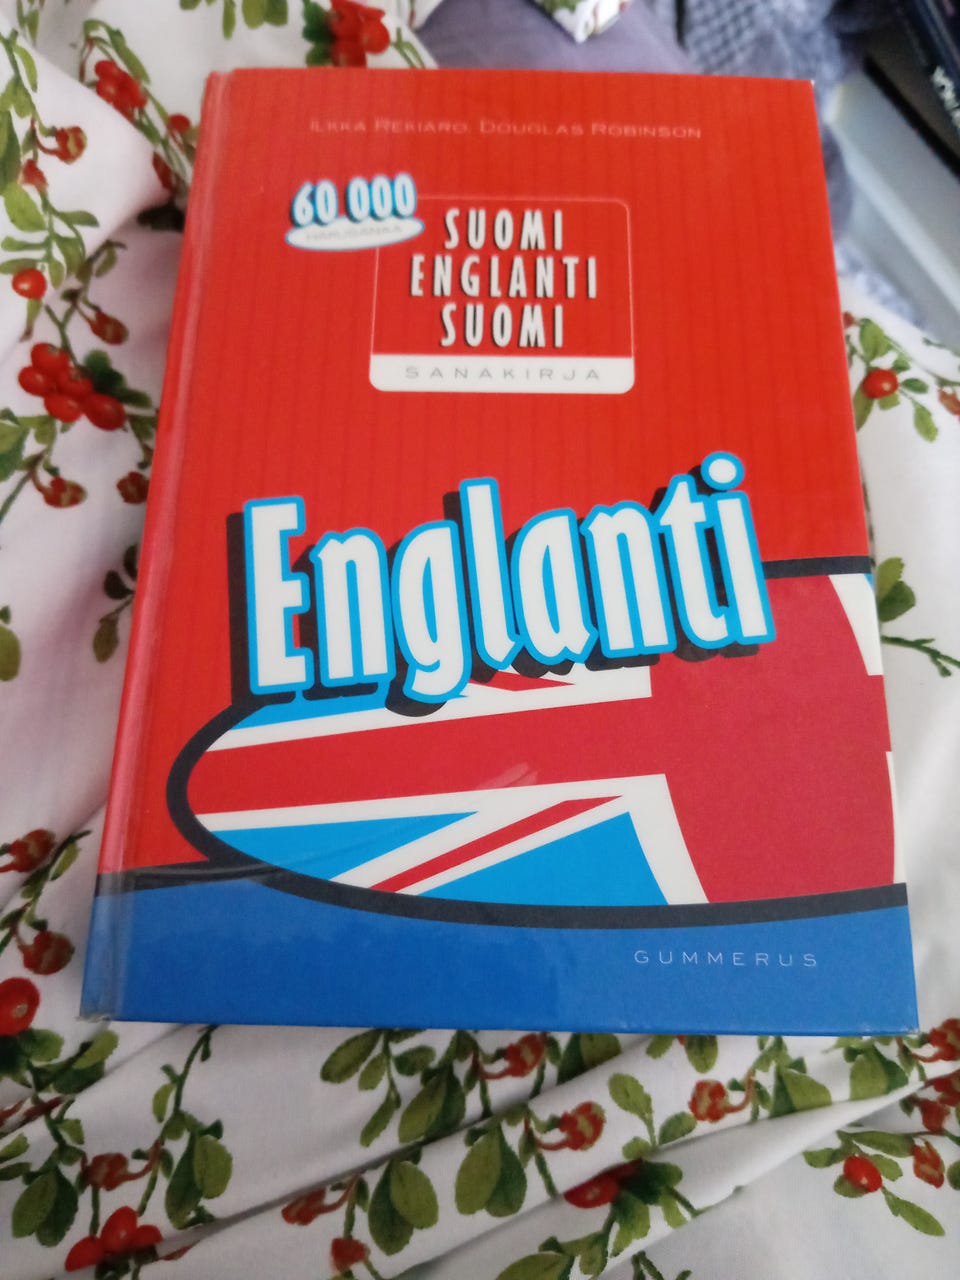 ILKKA REKIARO, DOUGLAS ROBINSON
60 000
HAKUSANAA
SUOMI
ENGLANTI
SUOMI
SANAKIRJA
Englanti
GUMMERUS